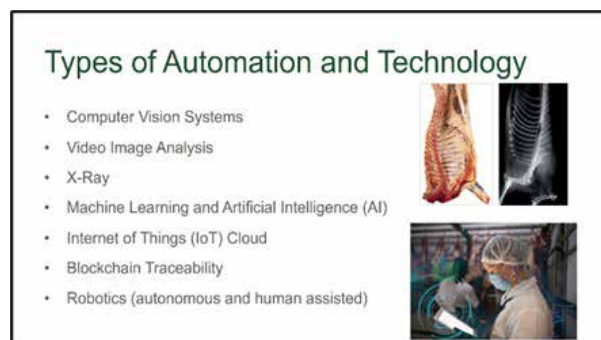 Types of Automation and Technology
• Computer Vision Systems
• Video Image Analysis
• X-Ray
• Machine Learning and Artificial Intelligence (AI)
• Internet of Things (IoT) Cloud
• Blockchain Traceability
• Robotics (autonomous and human assisted)